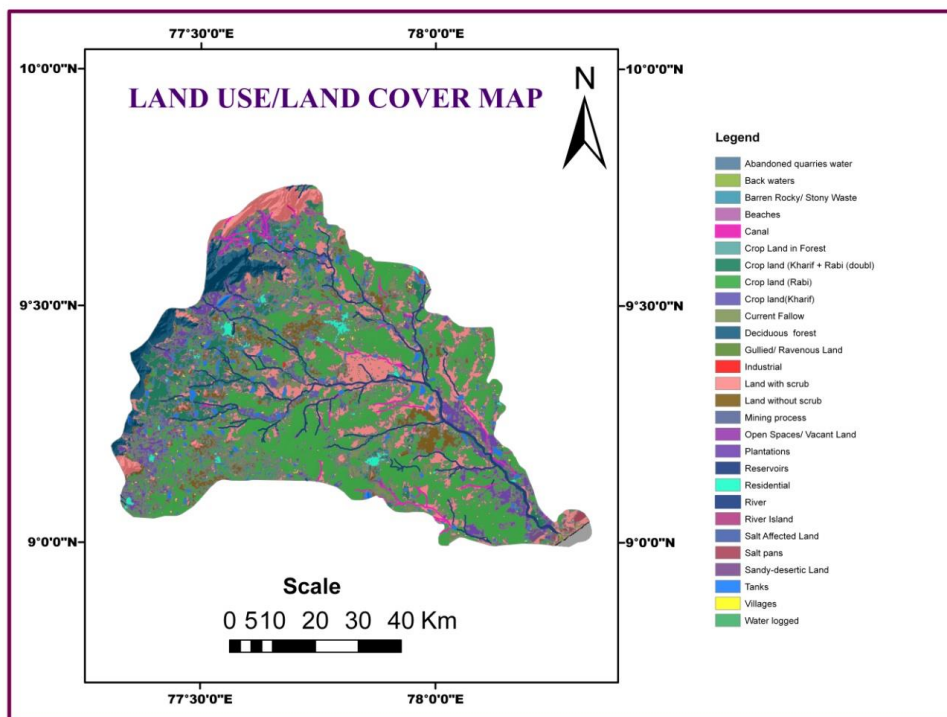 77°30'0"E 78°0'0"E
10°0'0"N 10°0'0"N
LAND USE/LAND COVER MAP
N
9°30'0"N 9°30'0"N
9°0'0"N 9°0'0"N
Scale
0 5 10 20 30 40 Km
77°30'0"E 78°0'0"E
Legend
Abandoned quarries water
Back waters
Barren Rocky/ Stony Waste
Beaches
Canal
Crop Land in Forest
Crop land (Kharif + Rabi (doubl)
Crop land (Rabi)
Crop land(Kharif)
Current Fallow
Deciduous forest
Gullied/ Ravenous Land
Industrial
Land with scrub
Land without scrub
Mining process
Open Spaces/ Vacant Land
Plantations
Reservoirs
Residential
River
River Island
Salt Affected Land
Salt pans
Sandy-desertic Land
Tanks
Villages
Water logged